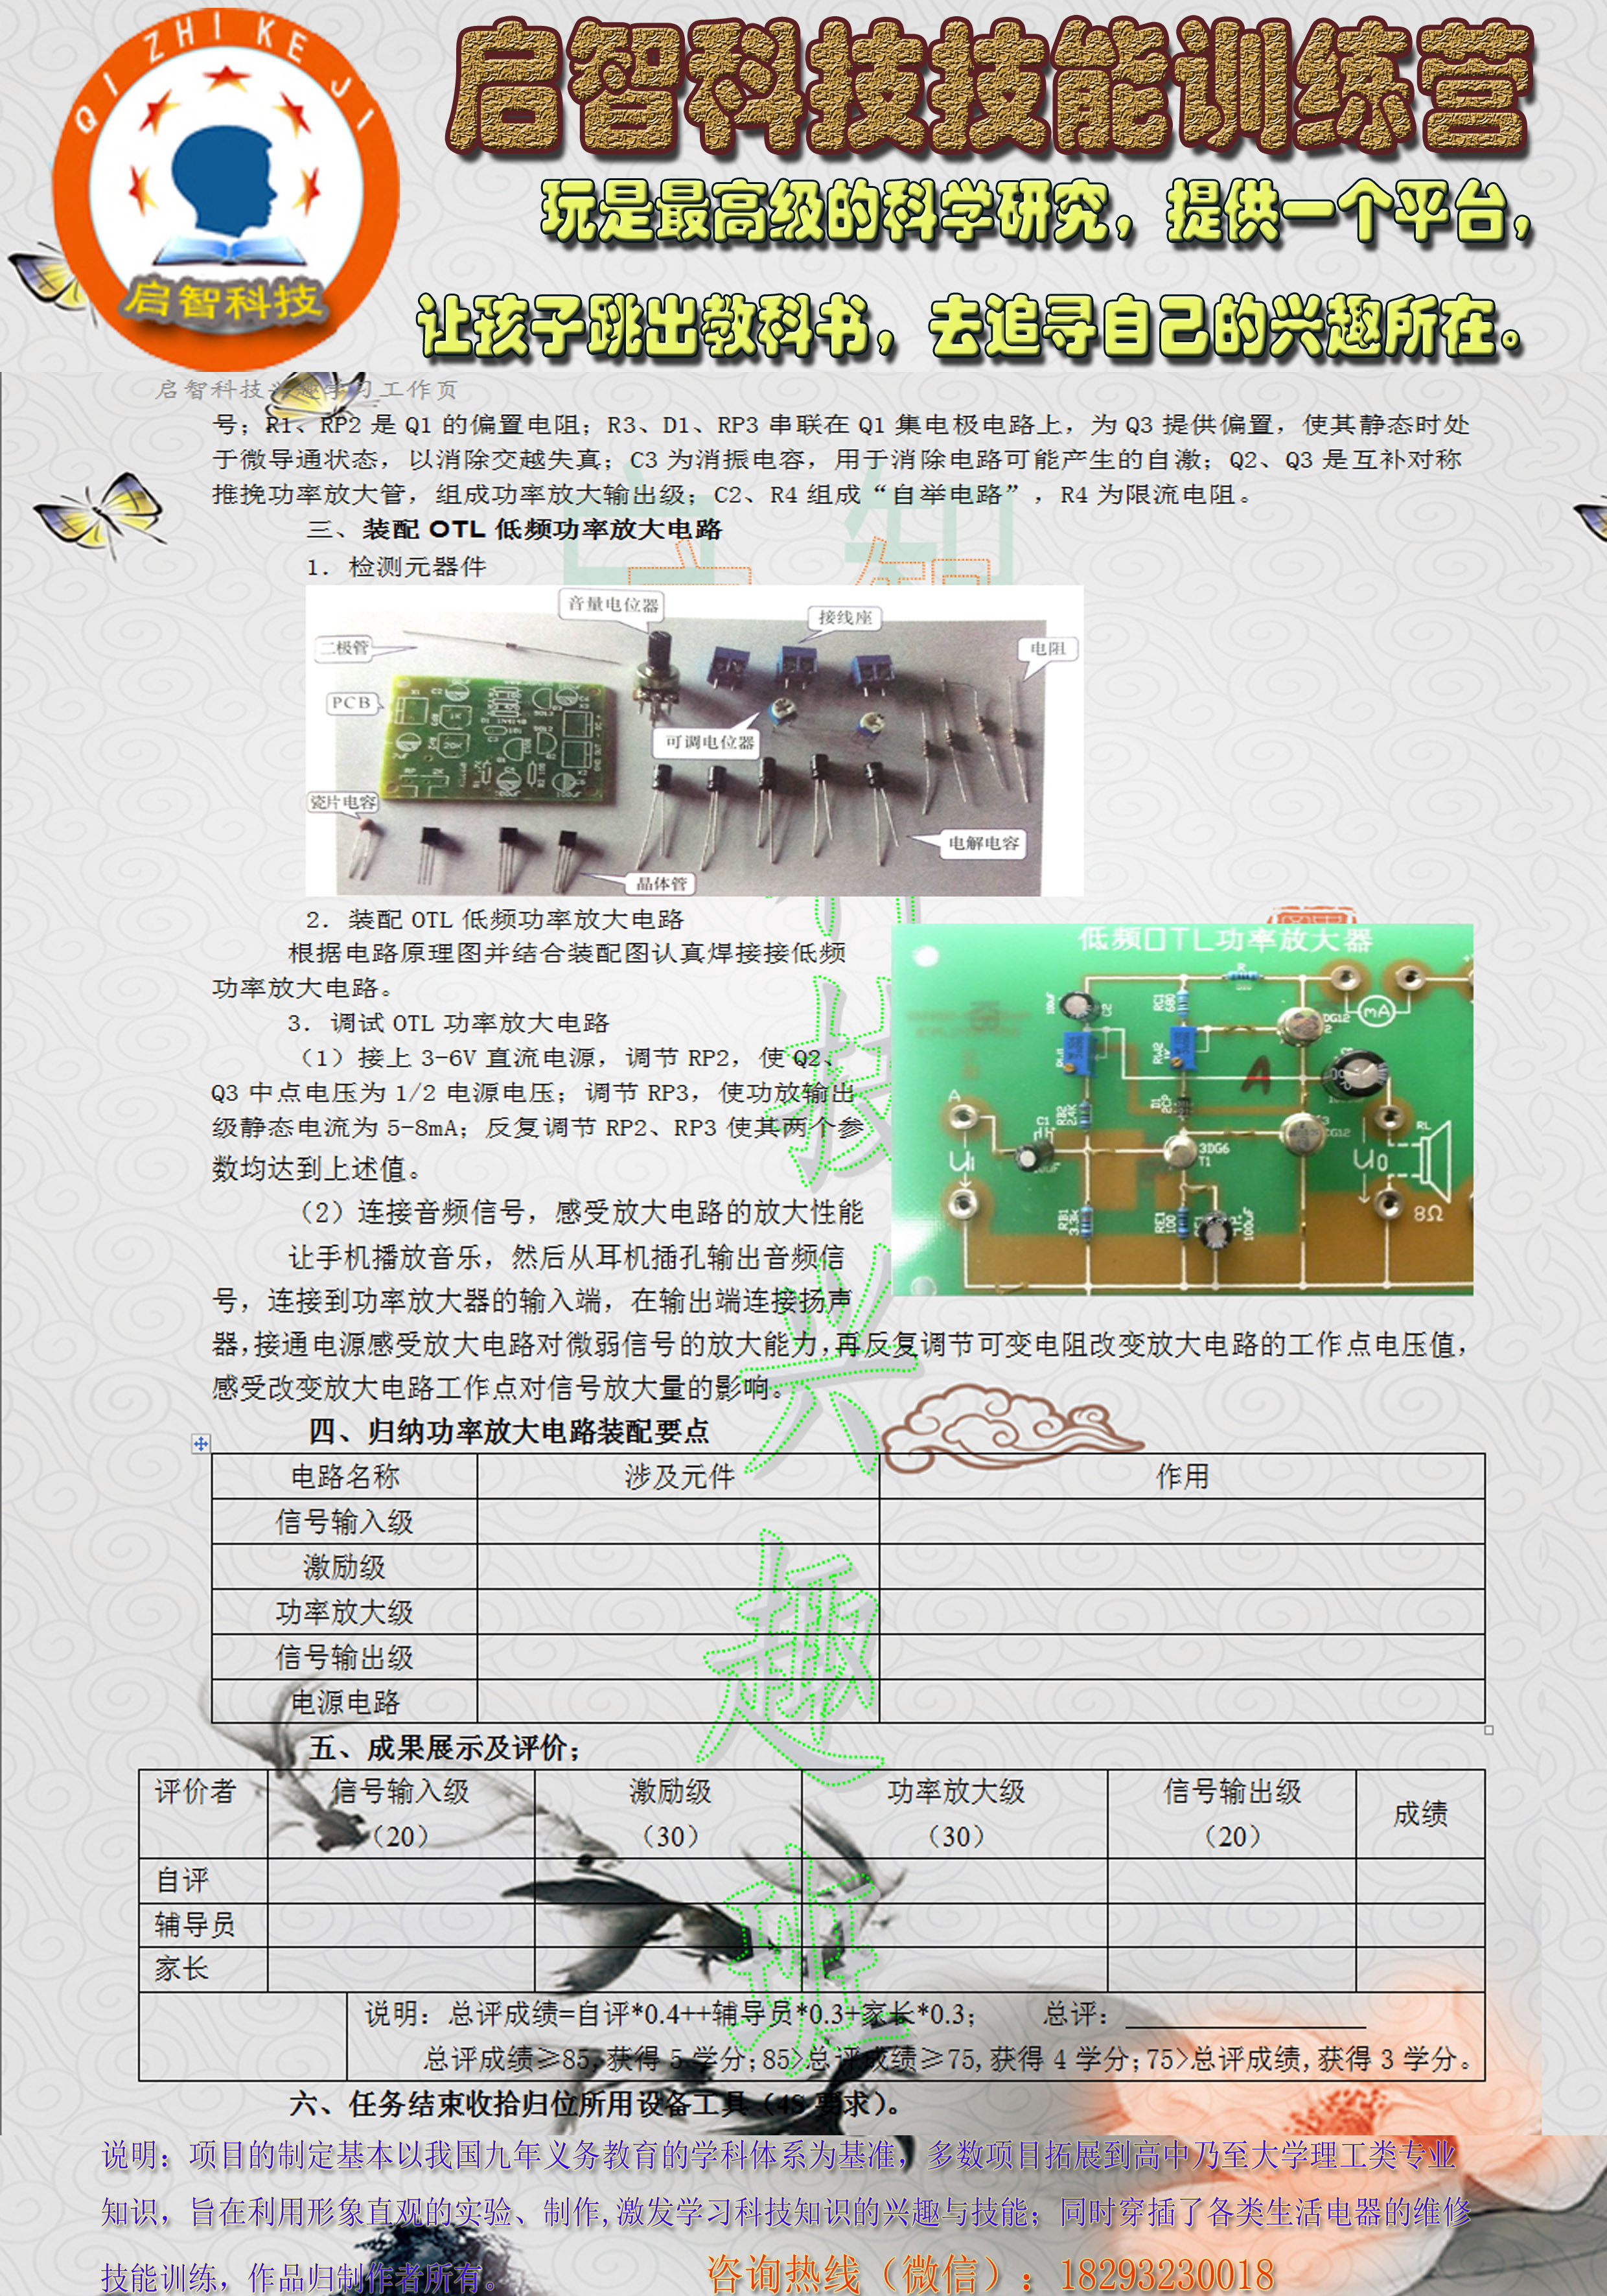 QI ZHI KE JI
启智科技
启智科技技能训练营
玩是最高级的科学研究，提供一个平台，
让孩子跳出教科书，去追寻自己的兴趣所在。
启智科技兴趣学习工作页
号；R1、RP2 是 Q1 的偏置电阻；R3、D1、RP3 串联在 Q1 集电极电路上，为 Q3 提供偏置，使其静态时处
于微导通状态，以消除交越失真；C3 为消振电容，用于消除电路可能产生的自激；Q2、Q3 是互补对称
推挽功率放大管，组成功率放大输出级；C2、R4 组成“自举电路”，R4 为限流电阻。
三、装配 OTL 低频功率放大电路
1．检测元器件
音量电位器
接线座
二极管
电阻
PCB
可调电位器
瓷片电容
电解电容
晶体管
2．装配 OTL 低频功率放大电路
根据电路原理图并结合装配图认真焊接接低频
功率放大电路。
3．调试 OTL 功率放大电路
（1）接上 3-6V 直流电源，调节 RP2，使 Q2、
Q3 中点电压为 1/2 电源电压；调节 RP3，使功放输出
级静态电流为 5-8mA；反复调节 RP2、RP3 使其两个参
数均达到上述值。
（2）连接音频信号，感受放大电路的放大性能
让手机播放音乐，然后从耳机插孔输出音频信
号，连接到功率放大器的输入端，在输出端连接扬声
器，接通电源感受放大电路对微弱信号的放大能力，再反复调节可变电阻改变放大电路的工作点电压值，
感受改变放大电路工作点对信号放大量的影响。
低频OTL功率放大器
mA
A
A
3DG6
T1
RB1
3.3K
RE1
100
100uF
RL
8Ω
Ui
U0
四、归纳功率放大电路装配要点
电路名称 涉及元件 作用
信号输入级
激励级
功率放大级
信号输出级
电源电路
五、成果展示及评价；
评价者 信号输入级 激励级 功率放大级 信号输出级 成绩
（20） （30） （30） （20）
自评
辅导员
家长
说明：总评成绩=自评*0.4++辅导员*0.3+家长*0.3； 总评：
总评成绩≥85,获得 5 学分；85>总评成绩≥75,获得 4 学分；75>总评成绩,获得 3 学分。
六、任务结束收拾归位所用设备工具（4S 要求）。
说明：项目的制定基本以我国九年义务教育的学科体系为基准，多数项目拓展到高中乃至大学理工类专业
知识，旨在利用形象直观的实验、制作,激发学习科技知识的兴趣与技能；同时穿插了各类生活电器的维修
技能训练，作品归制作者所有。
咨询热线（微信）：18293230018
技
兴
趣
班